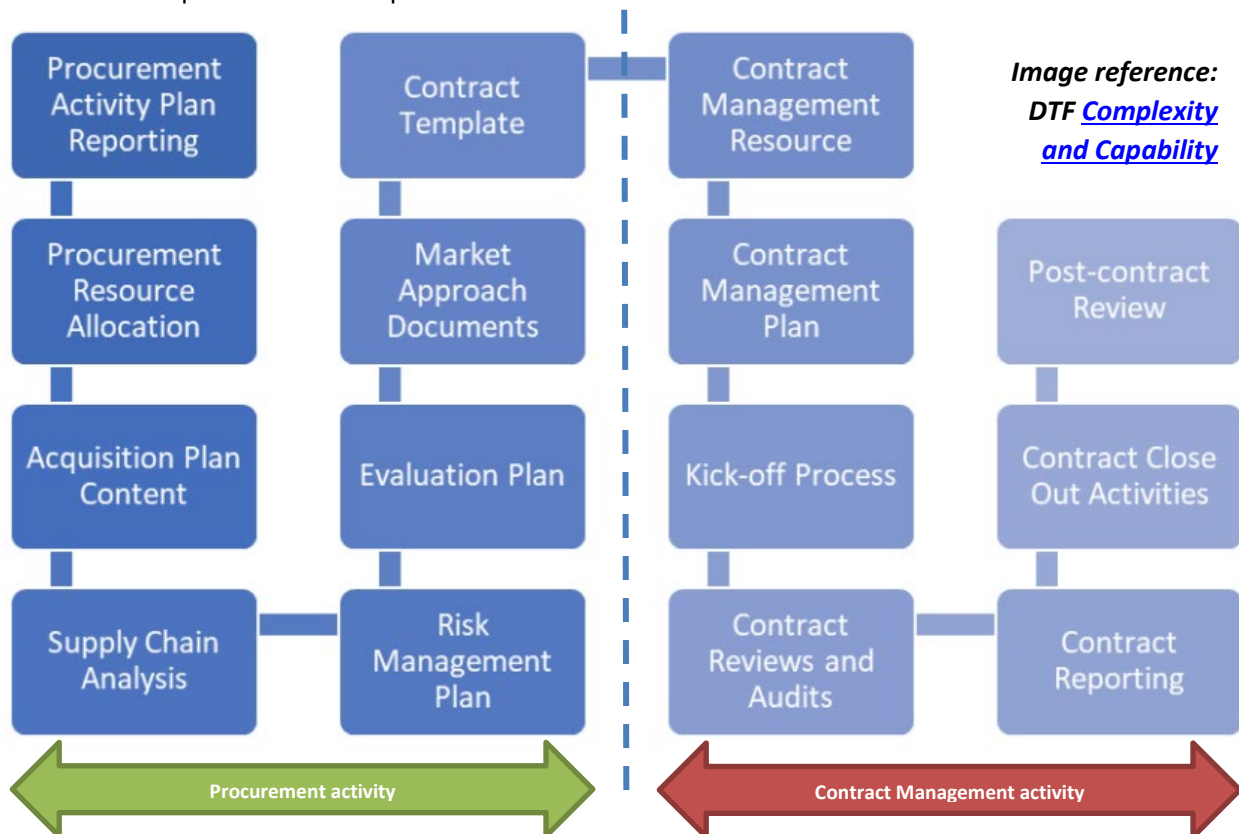 Procurement
Activity Plan
Reporting
Procurement
Resource
Allocation
Acquisition Plan
Content
Supply Chain
Analysis
Risk
Management
Plan
Evaluation Plan
Market
Approach
Documents
Contract
Template
Contract
Management
Resource
Contract
Management
Plan
Kick-off Process
Contract
Reviews and
Audits
Contract
Reporting
Contract Close
Out Activities
Post-contract
Review
Image reference:
DTF Complexity
and Capability
Procurement activity
Contract Management activity